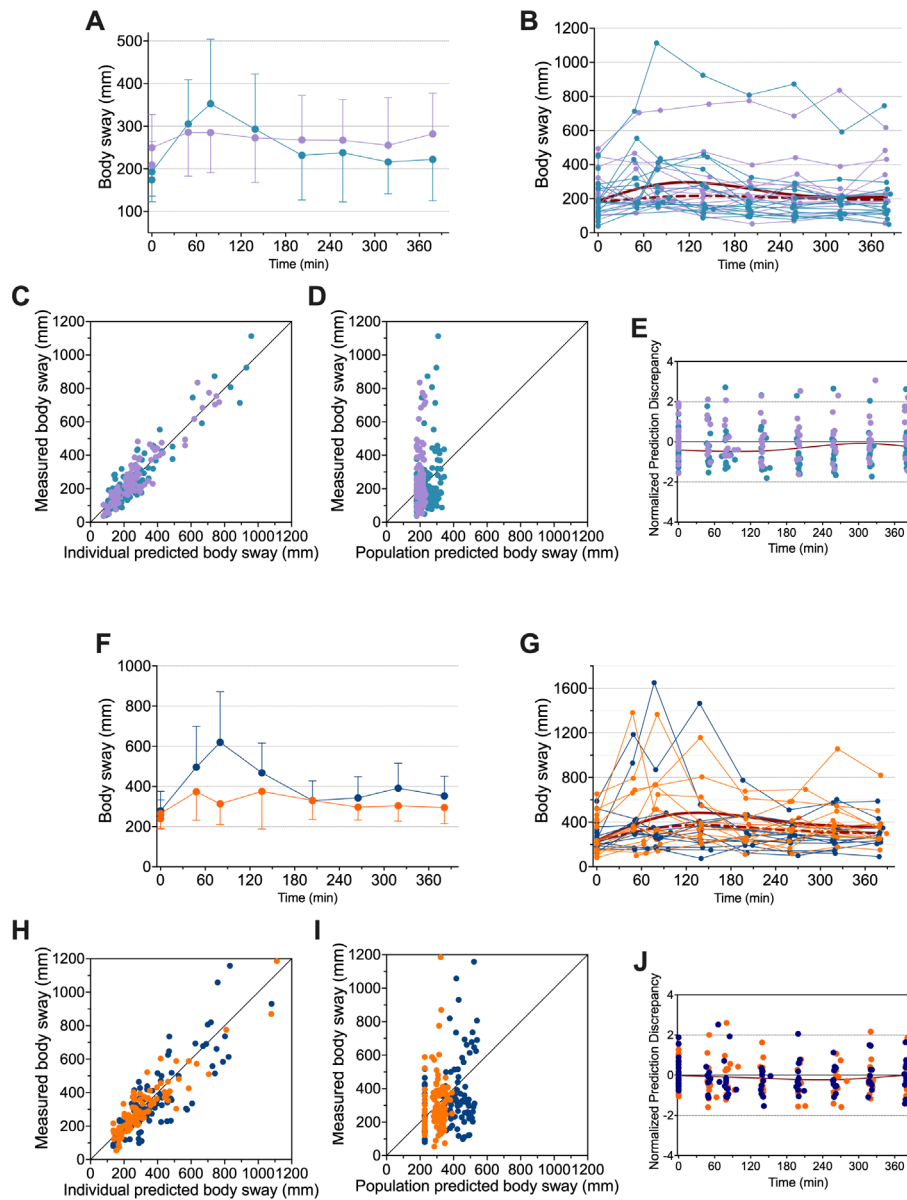 A
Body sway (mm)
500
400
300
200
100
0 60 120 180 240 300 360
Time (min)
B
Body sway (mm)
1200
1000
800
600
400
200
0
0 60 120 180 240 300 360
Time (min)
C
Measured body sway (mm)
1200
1000
800
600
400
200
0
0 200 400 600 800 1000 1200
Individual predicted body sway (mm)
D
Measured body sway (mm)
1200
1000
800
600
400
200
0
0 200 400 600 800 1000 1200
Population predicted body sway (mm)
E
Normalized Prediction Discrepancy
4
2
0
-2
-4
0 60 120 180 240 300 360
Time (min)
F
Body sway (mm)
1000
800
600
400
200
0
0 60 120 180 240 300 360
Time (min)
G
Body sway (mm)
1600
1200
800
400
0
0 60 120 180 240 300 360
Time (min)
H
Measured body sway (mm)
1200
1000
800
600
400
200
0
0 200 400 600 800 1000 1200
Individual predicted body sway (mm)
I
Measured body sway (mm)
1200
1000
800
600
400
200
0
0 200 400 600 800 1000 1200
Population predicted body sway (mm)
J
Normalized Prediction Discrepancy
4
2
0
-2
-4
0 60 120 180 240 300 360
Time (min)